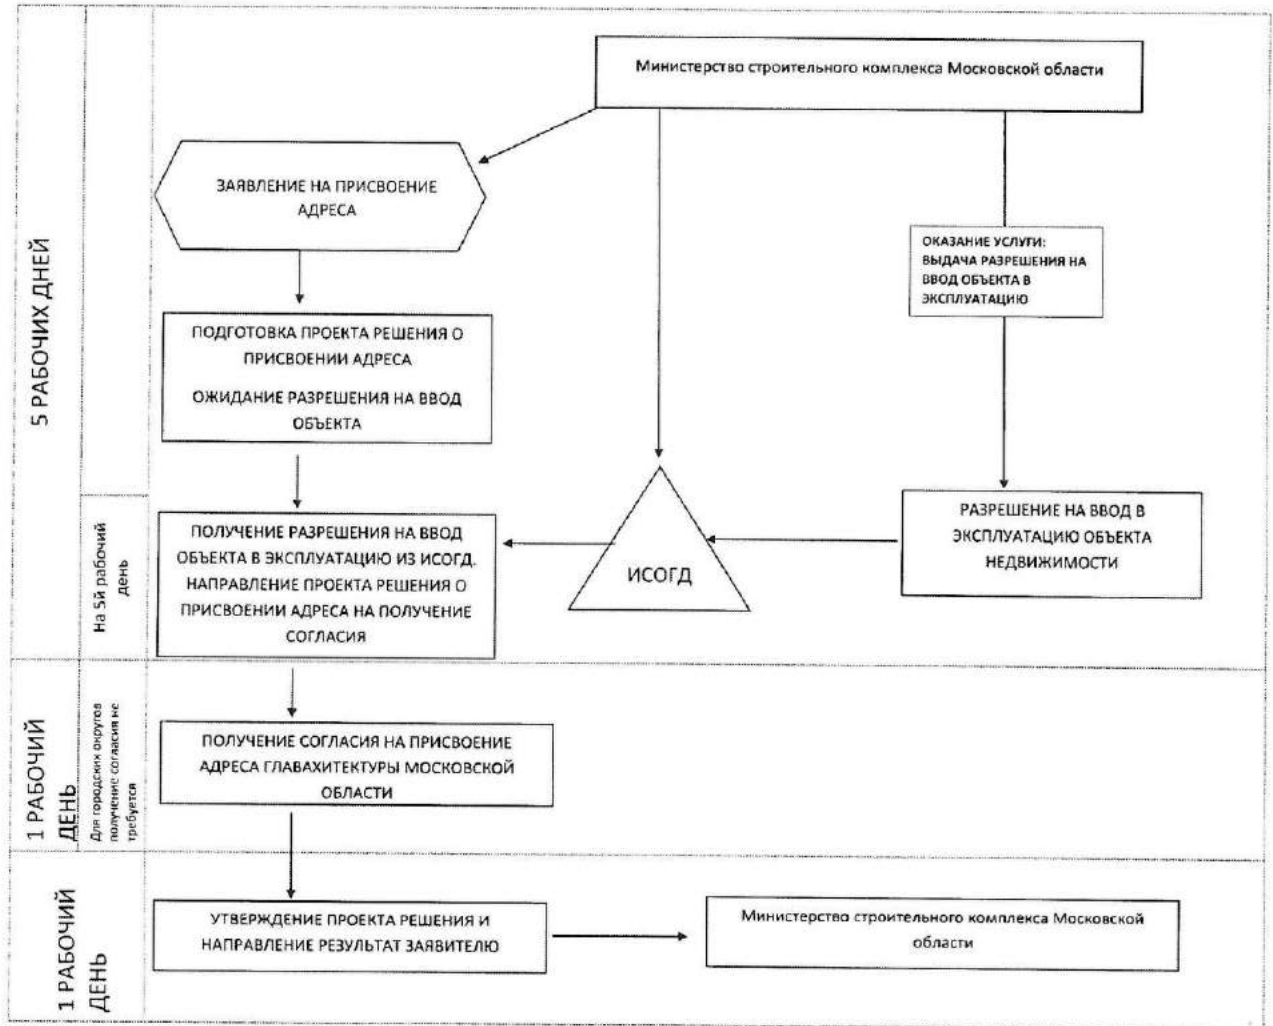 Министерство строительного комплекса Московской области
ЗАЯВЛЕНИЕ НА ПРИСВОЕНИЕ
АДРЕСА
ОКАЗАНИЕ УСЛУГИ:
ВЫДАЧА РАЗРЕШЕНИЯ НА
ВВОД ОБЪЕКТА В
ЭКСПЛУАТАЦИЮ
5 РАБОЧИХ ДНЕЙ
ПОДГОТОВКА ПРОЕКТА РЕШЕНИЯ О
ПРИСВОЕНИИ АДРЕСА
ОЖИДАНИЕ РАЗРЕШЕНИЯ НА ВВОД
ОБЪЕКТА
на 5й рабочий
день
ПОЛУЧЕНИЕ РАЗРЕШЕНИЯ НА ВВОД
ОБЪЕКТА В ЭКСПЛУАТАЦИЮ ИЗ ИСОГД.
НАПРАВЛЕНИЕ ПРОЕКТА РЕШЕНИЯ О
ПРИСВОЕНИИ АДРЕСА НА ПОЛУЧЕНИЕ
СОГЛАСИЯ
ИСОГД
РАЗРЕШЕНИЕ НА ВВОД В
ЭКСПЛУАТАЦИЮ ОБЪЕКТА
НЕДВИЖИМОСТИ
1 РАБОЧИЙ
ДЕНЬ
Для городских округов
получение согласия не
требуется
ПОЛУЧЕНИЕ СОГЛАСИЯ НА ПРИСВОЕНИЕ
АДРЕСА ГЛАВАХИТЕКТУРЫ МОСКОВСКОЙ
ОБЛАСТИ
1 РАБОЧИЙ
ДЕНЬ
УТВЕРЖДЕНИЕ ПРОЕКТА РЕШЕНИЯ И
НАПРАВЛЕНИЕ РЕЗУЛЬТАТ ЗАЯВИТЕЛЮ
Министерство строительного комплекса Московской
области